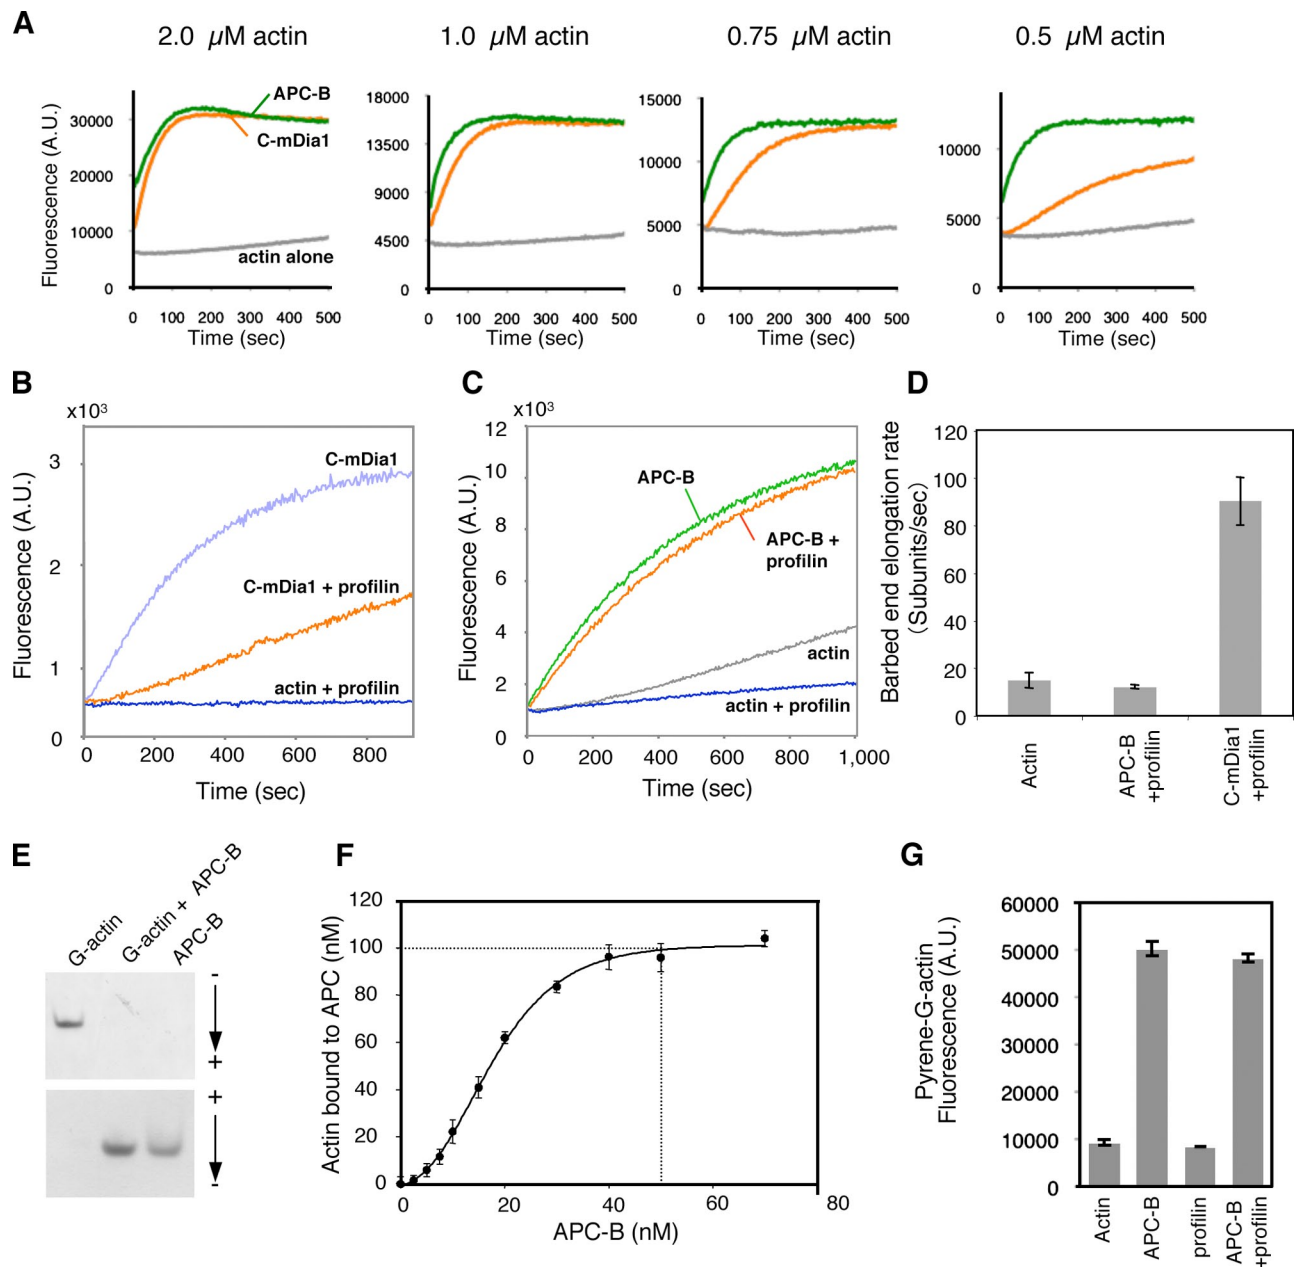 A
2.0 µM actin
1.0 µM actin
0.75 µM actin
0.5 µM actin
Fluorescence (A.U.)
30000
20000
10000
0
APC-B
C-mDia1
actin alone
0 100 200 300 400 500
Time (sec)
18000
13500
9000
4500
0
0 100 200 300 400 500
Time (sec)
15000
10000
5000
0
0 100 200 300 400 500
Time (sec)
10000
5000
0
0 100 200 300 400 500
Time (sec)
B
x10³
Fluorescence (A.U.)
3
2
1
0
C-mDia1
C-mDia1 + profilin
actin + profilin
0 200 400 600 800
Time (sec)
C
x10³
Fluorescence (A.U.)
12
10
8
6
4
2
0
APC-B
APC-B +
profilin
actin
actin + profilin
0 200 400 600 800 1,000
Time (sec)
D
Barbed end elongation rate
(Subunits/sec)
120
100
80
60
40
20
0
Actin
APC-B
+profilin
C-mDia1
+profilin
E
G-actin
G-actin + APC-B
APC-B
-
+
+
-
F
Actin bound to APC (nM)
120
100
80
60
40
20
0
0 20 40 60 80
APC-B (nM)
G
Pyrene-G-actin
Fluorescence (A.U.)
60000
50000
40000
30000
20000
10000
0
Actin
APC-B
profilin
APC-B
+profilin